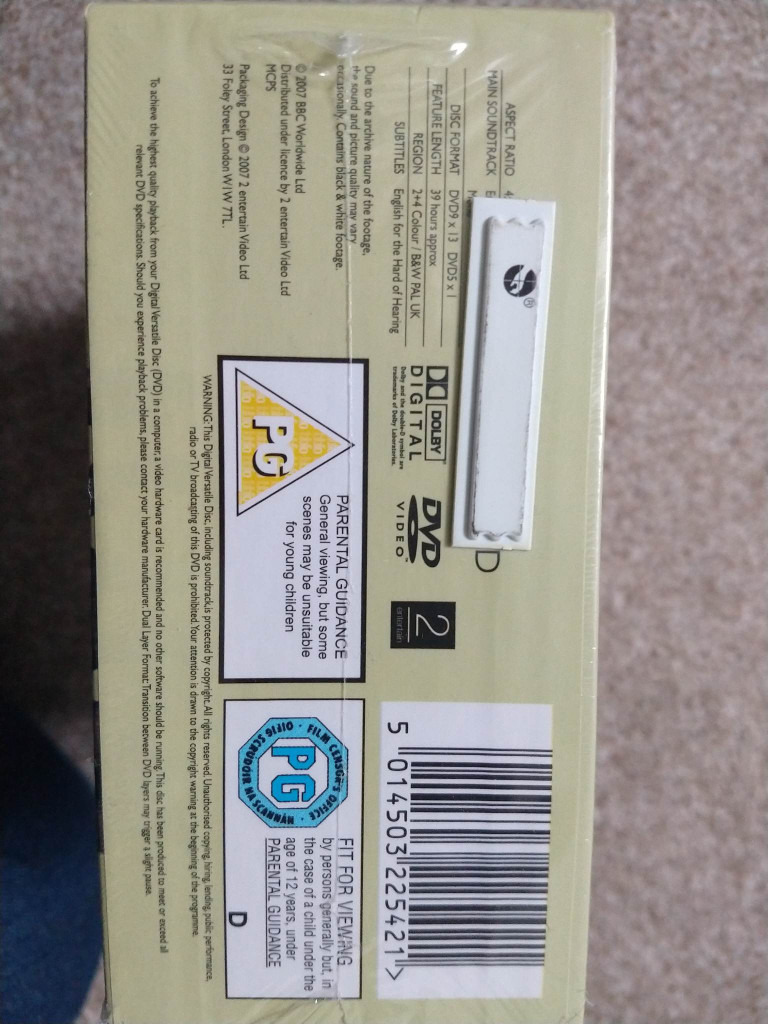 ASPECT RATIO 4:
MAIN SOUNDTRACK E
DISC FORMAT DVD9 x 13 DVD5 x 1
FEATURE LENGTH 39 hours approx
REGION 2+4 Colour / B&W PAL UK
SUBTITLES English for the Hard of Hearing
Due to the archive nature of the footage,
the sound and picture quality may vary
occasionally. Contains black & white footage.
© 2007 BBC Worldwide Ltd
Distributed under licence by 2 entertain Video Ltd
MCPS
Packaging Design © 2007 2 entertain Video Ltd
33 Foley Street, London W1W 7TL.
®
D
DOLBY
DIGITAL
Dolby and the double-D symbol are
trademarks of Dolby Laboratories.
DVD
VIDEO
2
entertain
5 014503 225421 >
PG
PARENTAL GUIDANCE
General viewing, but some
scenes may be unsuitable
for young children
FILM CENSOR'S OFFICE
PG
OIFIG SCRÚDÓIR NA SCANNÁN
FIT FOR VIEWING
by persons generally but, in
the case of a child under the
age of 12 years, under
PARENTAL GUIDANCE
D
WARNING: This Digital Versatile Disc, including soundtrack, is protected by copyright. All rights reserved. Unauthorised copying, hiring, lending, public performance,
radio or TV broadcasting of this DVD is prohibited. Your attention is drawn to the copyright warning at the beginning of the programme.
To achieve the highest quality playback from your Digital Versatile Disc (DVD) in a computer, a video hardware card is recommended and no other software should be running. This disc has been produced to meet or exceed all
relevant DVD specifications. Should you experience playback problems, please contact your hardware manufacturer. Dual Layer Format: Transition between DVD layers may trigger a slight pause.